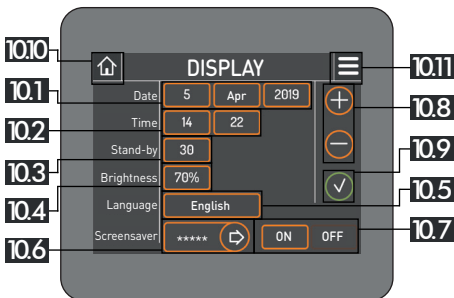 10.10
DISPLAY
10.11
10.1
Date 5 Apr 2019
10.8
10.2
Time 14 22
10.3
Stand-by 30
10.9
10.4
Brightness 70%
10.5
Language English
10.6
Screensaver ***** ON OFF
10.7